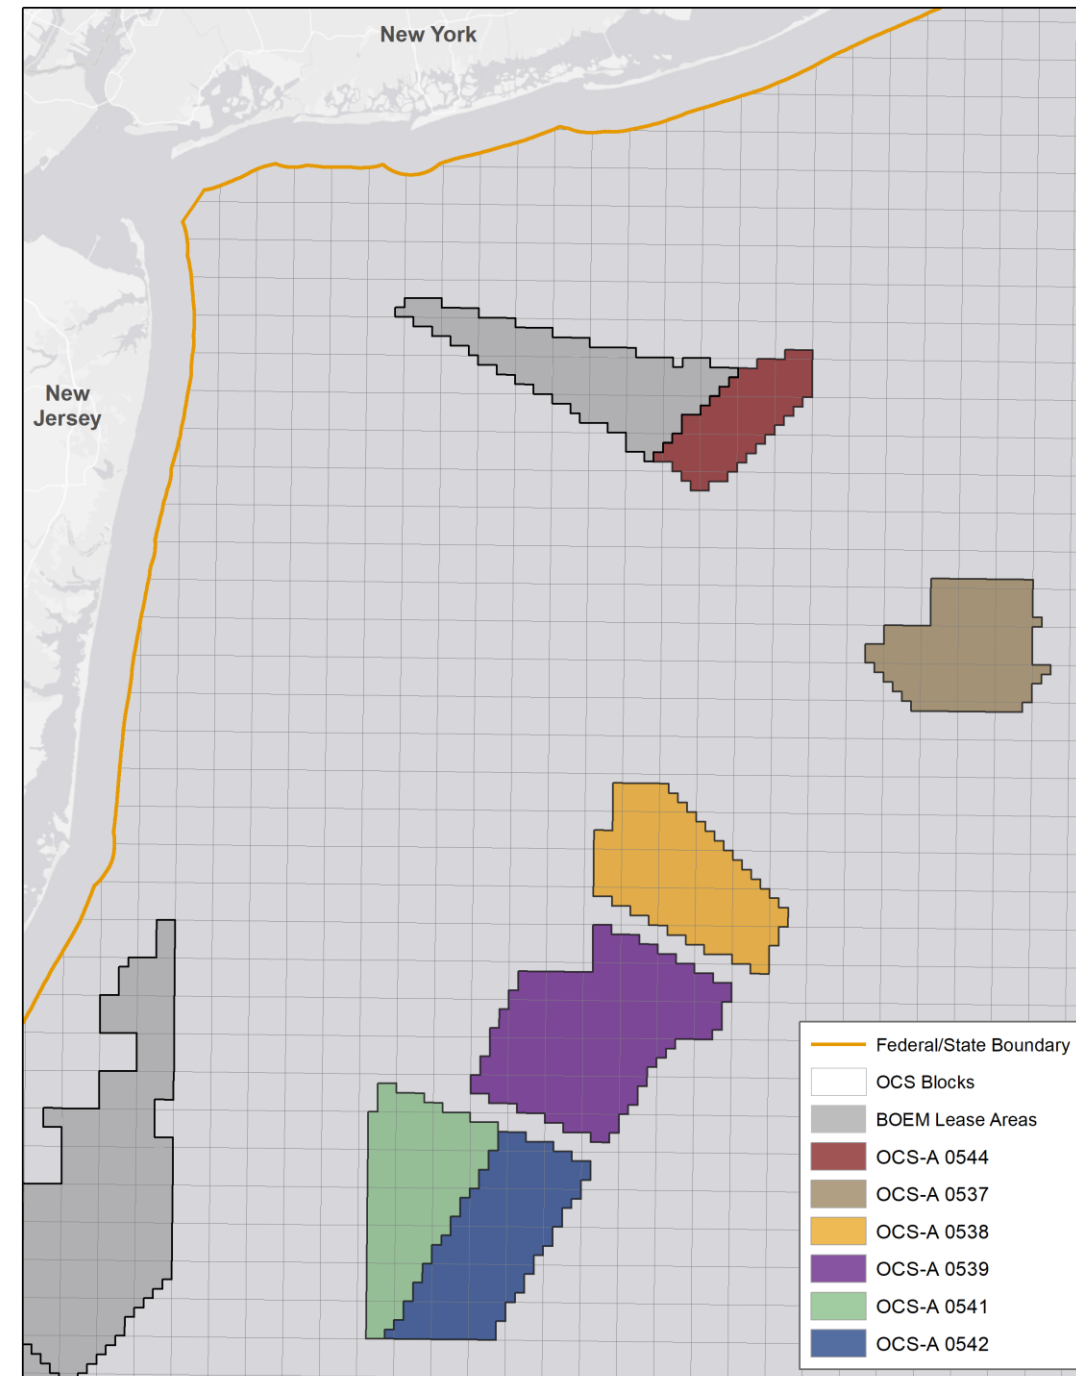 New York
New
Jersey
Federal/State Boundary
OCS Blocks
BOEM Lease Areas
OCS-A 0544
OCS-A 0537
OCS-A 0538
OCS-A 0539
OCS-A 0541
OCS-A 0542